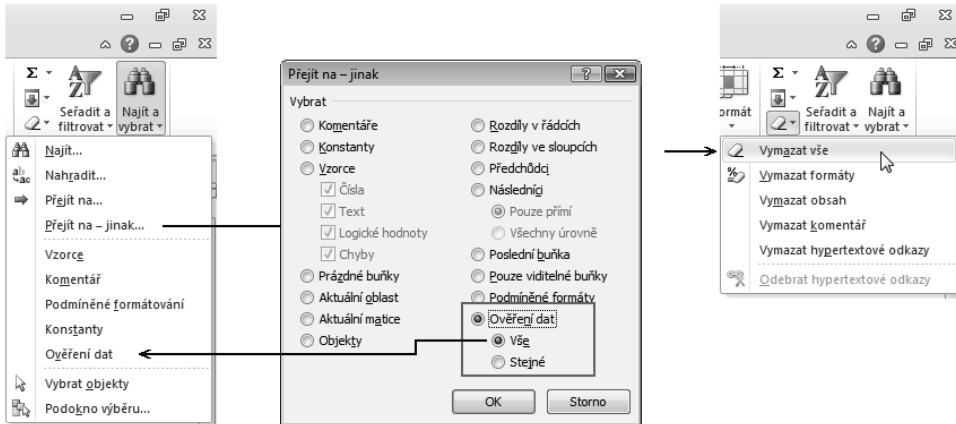 Σ
Seřadit a
filtrovat
Najít a
vybrat
Najít...
Nahradit...
Přejít na...
Přejít na – jinak...
Vzorce
Komentář
Podmíněné formátování
Konstanty
Ověření dat
Vybrat objekty
Podokno výběru...
Přejít na – jinak
Vybrat
Komentáře
Konstanty
Vzorce
Čísla
Text
Logické hodnoty
Chyby
Prázdné buňky
Aktuální oblast
Aktuální matice
Objekty
Rozdíly v řádcích
Rozdíly ve sloupcích
Předchůdci
Následníci
Pouze přímí
Všechny úrovně
Poslední buňka
Pouze viditelné buňky
Podmíněné formáty
Ověření dat
Vše
Stejné
OK
Storno
ormát
Σ
Seřadit a
filtrovat
Najít a
vybrat
Vymazat vše
Vymazat formáty
Vymazat obsah
Vymazat komentář
Vymazat hypertextové odkazy
Odebrat hypertextové odkazy